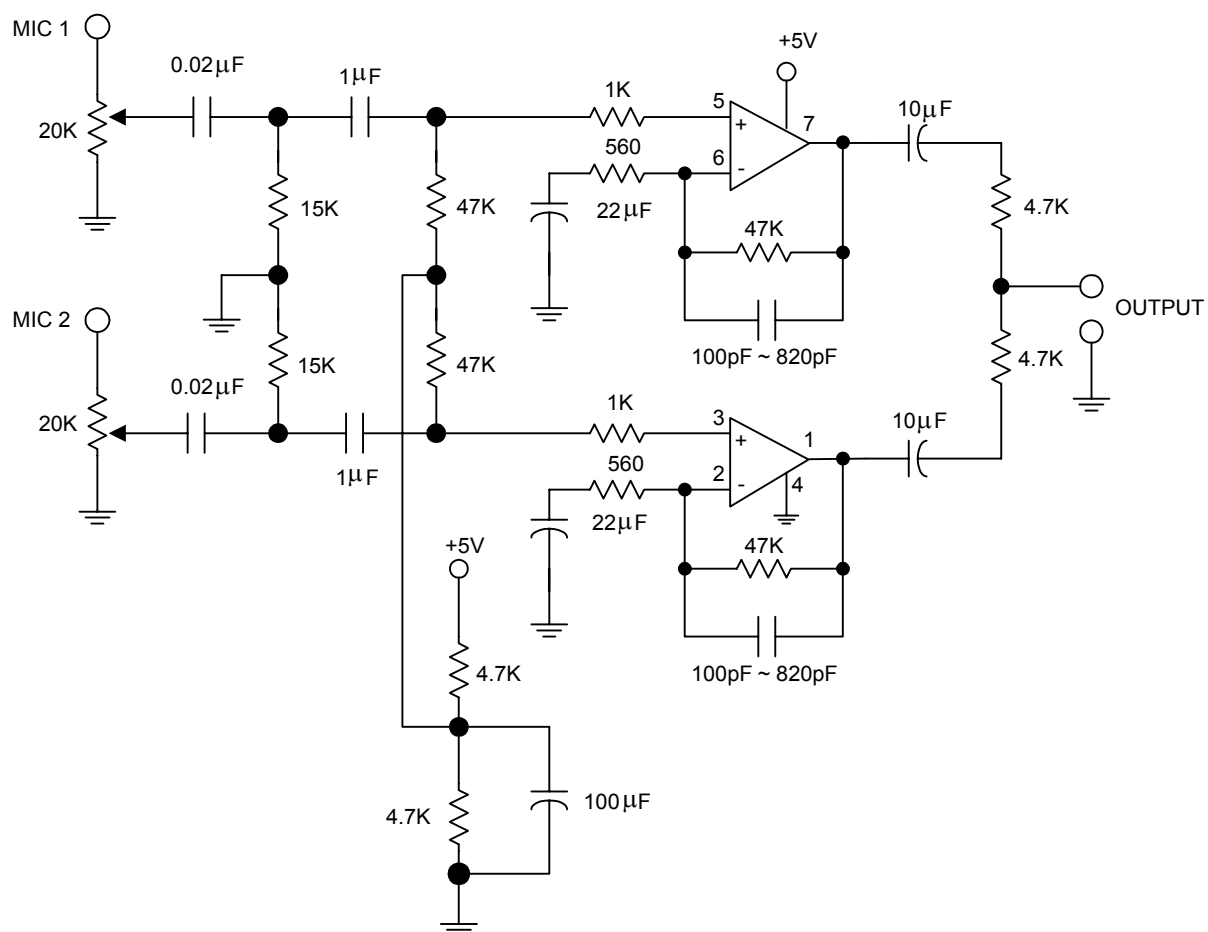 MIC 1
+5V
0.02μF
1μF
1K
5
7
10μF
20K
+
560
6
-
15K
47K
22μF
47K
4.7K
MIC 2
100pF ~ 820pF
OUTPUT
15K
47K
4.7K
0.02μF
1K
3
1
10μF
20K
+
560
2
-
4
1μF
22μF
+5V
47K
4.7K
100pF ~ 820pF
4.7K
100μF